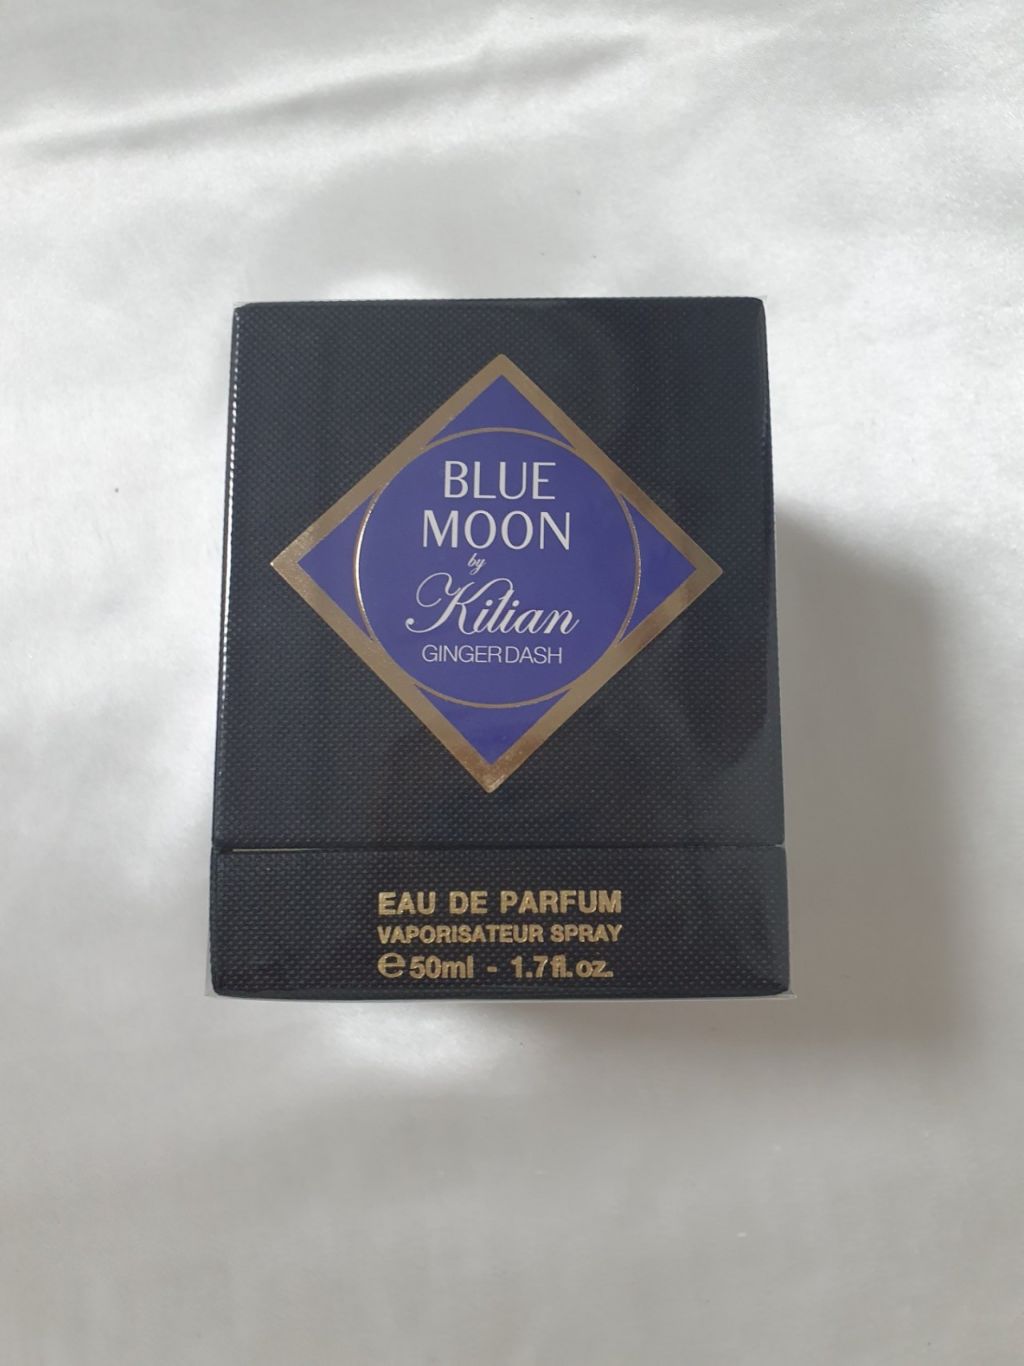 BLUE
MOON
by
Kilian
GINGER DASH
EAU DE PARFUM
VAPORISATEUR SPRAY
℮50ml - 1.7fl.oz.